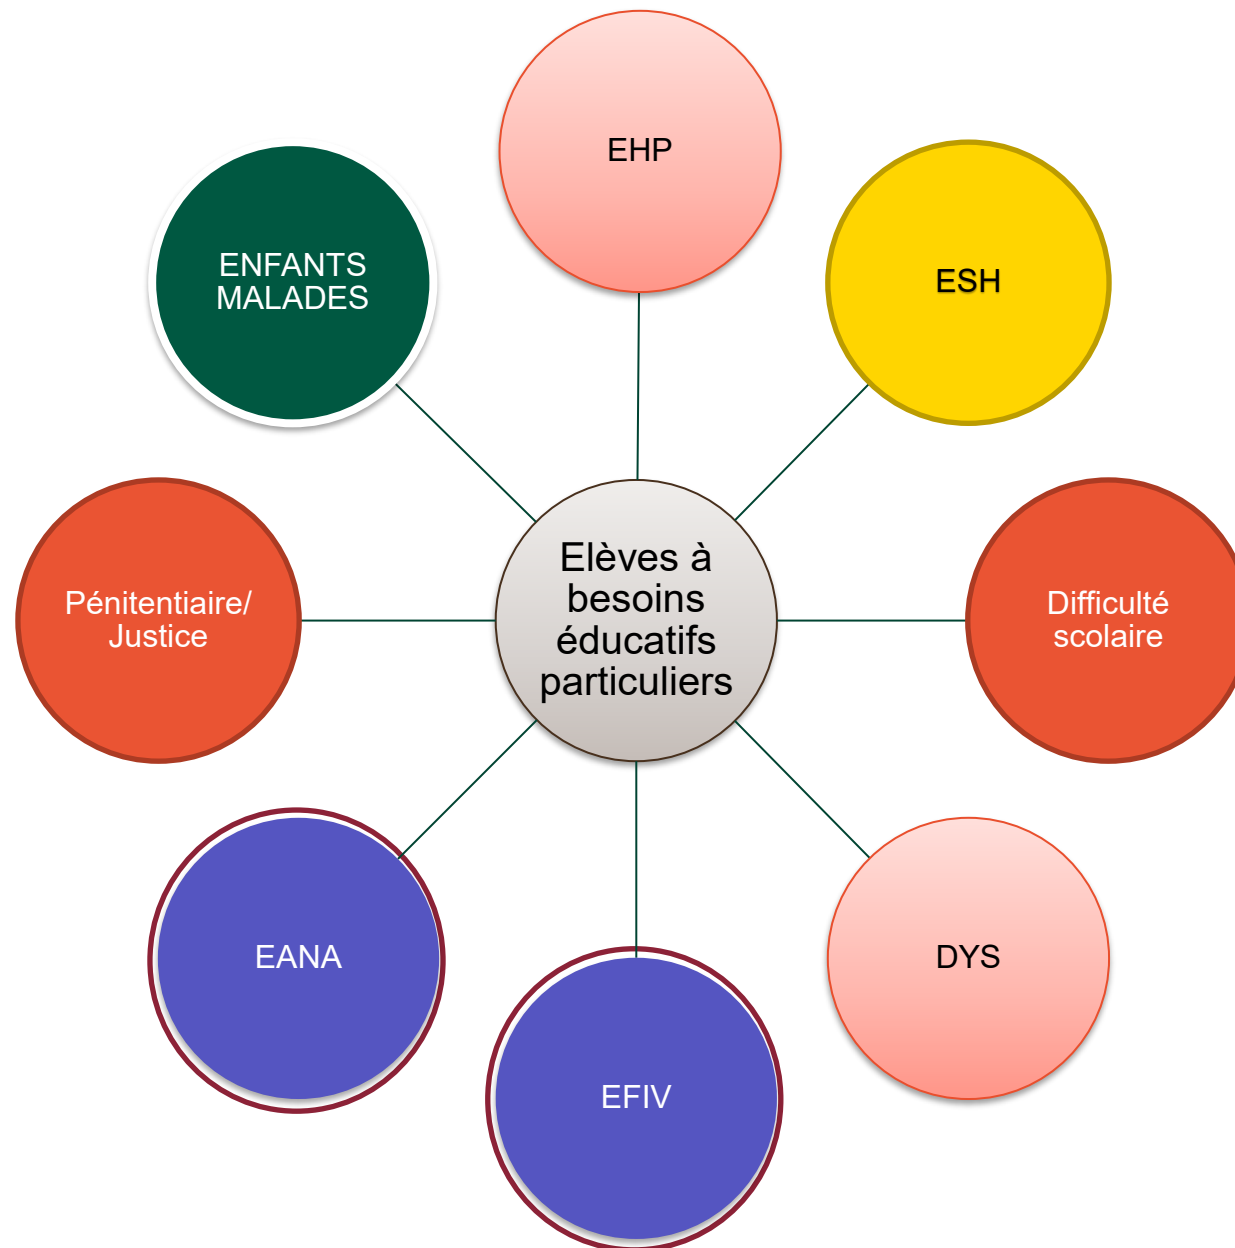 EHP
ENFANTS
MALADES
ESH
Elèves à
besoins
éducatifs
particuliers
Pénitentiaire/
Justice
Difficulté
scolaire
EANA
DYS
EFIV